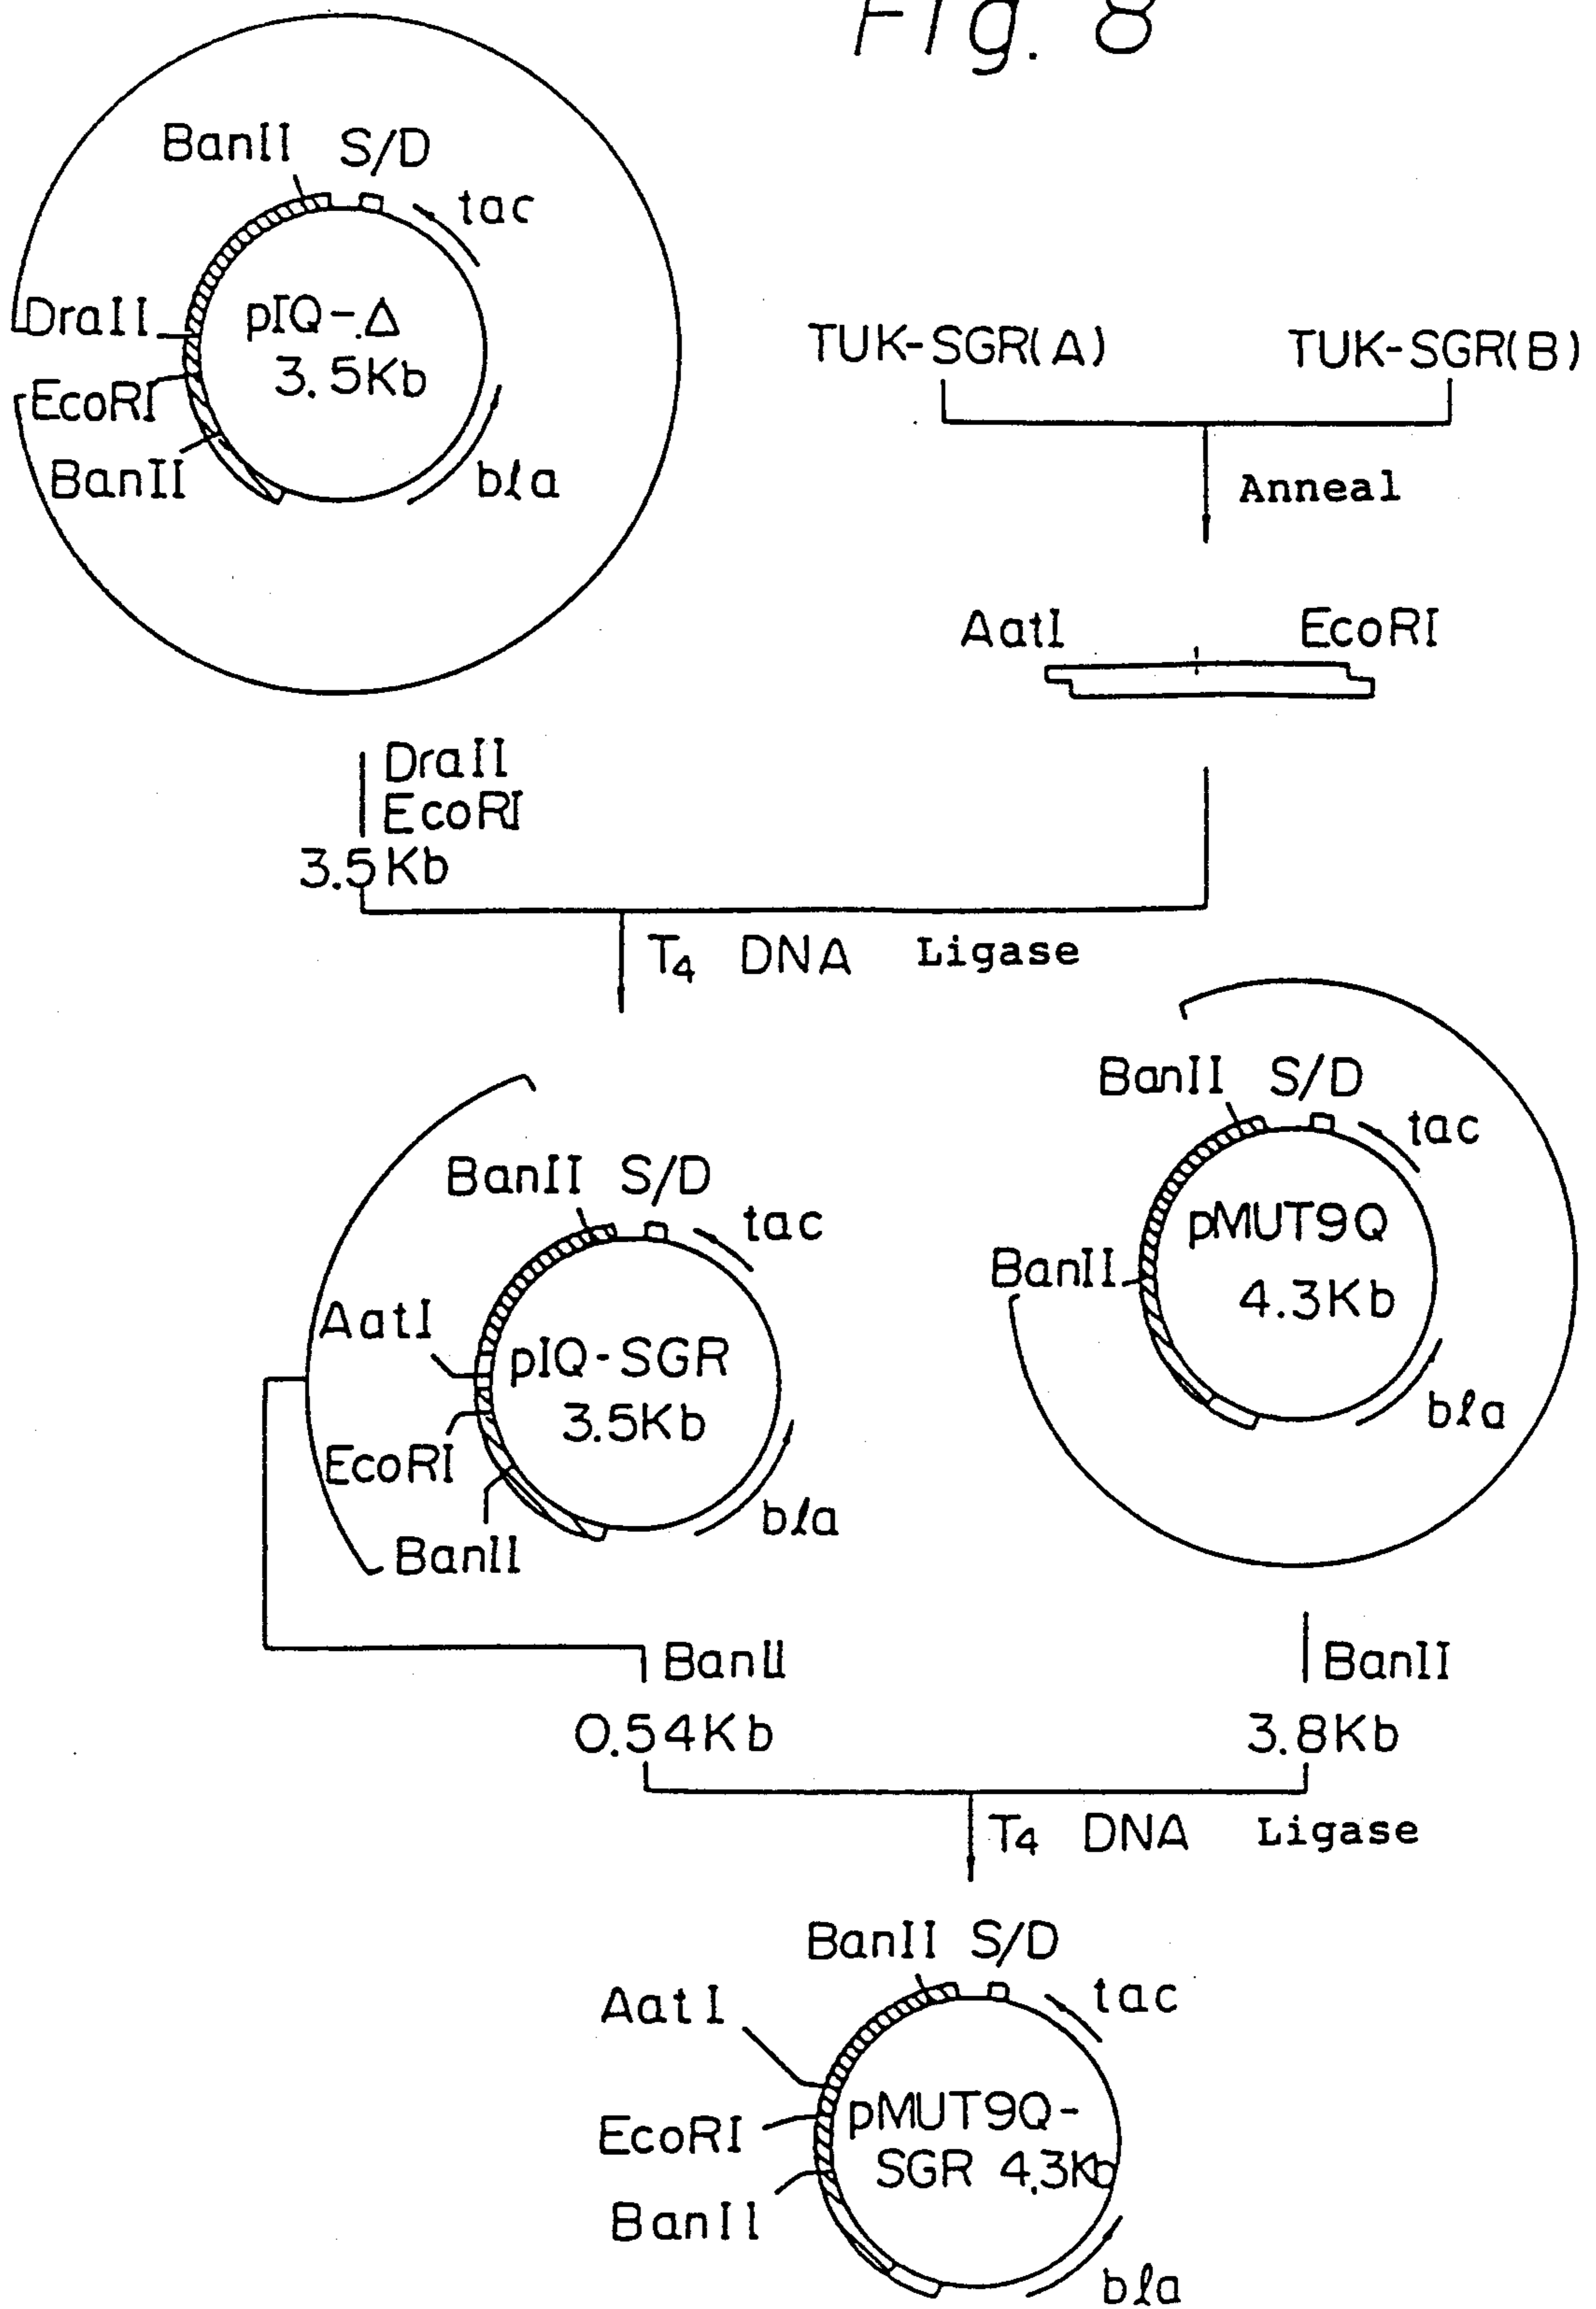 Fig. 8
BanII S/D
tac
DraII
pIQ-Δ
3.5Kb
EcoRI
BanII
bla
TUK-SGR(A) TUK-SGR(B)
Anneal
AatI EcoRI
DraII
EcoRI
3.5Kb
T4 DNA Ligase
BanII S/D
tac
AatI
pIQ-SGR
3.5Kb
EcoRI
BanII
bla
BanII S/D
tac
pMUT9Q
BanII
4.3Kb
bla
BanII
0.54Kb
BanII
3.8Kb
T4 DNA Ligase
BanII S/D
tac
AatI
pMUT9Q-
EcoRI
SGR 4.3Kb
BanII
bla